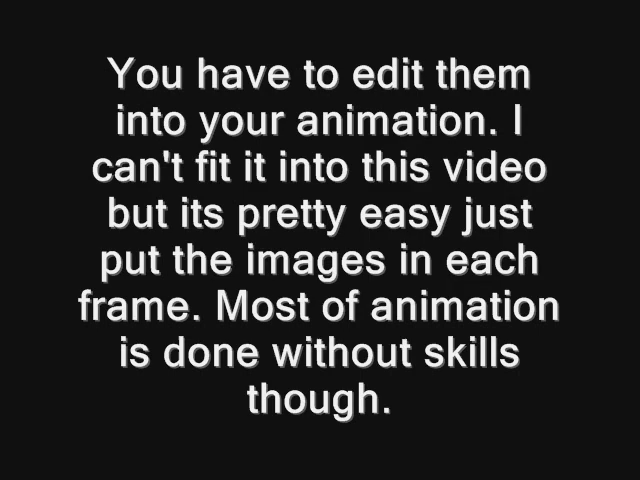 You have to edit them
into your animation. I
can't fit it into this video
but its pretty easy just
put the images in each
frame. Most of animation
is done without skills
though.